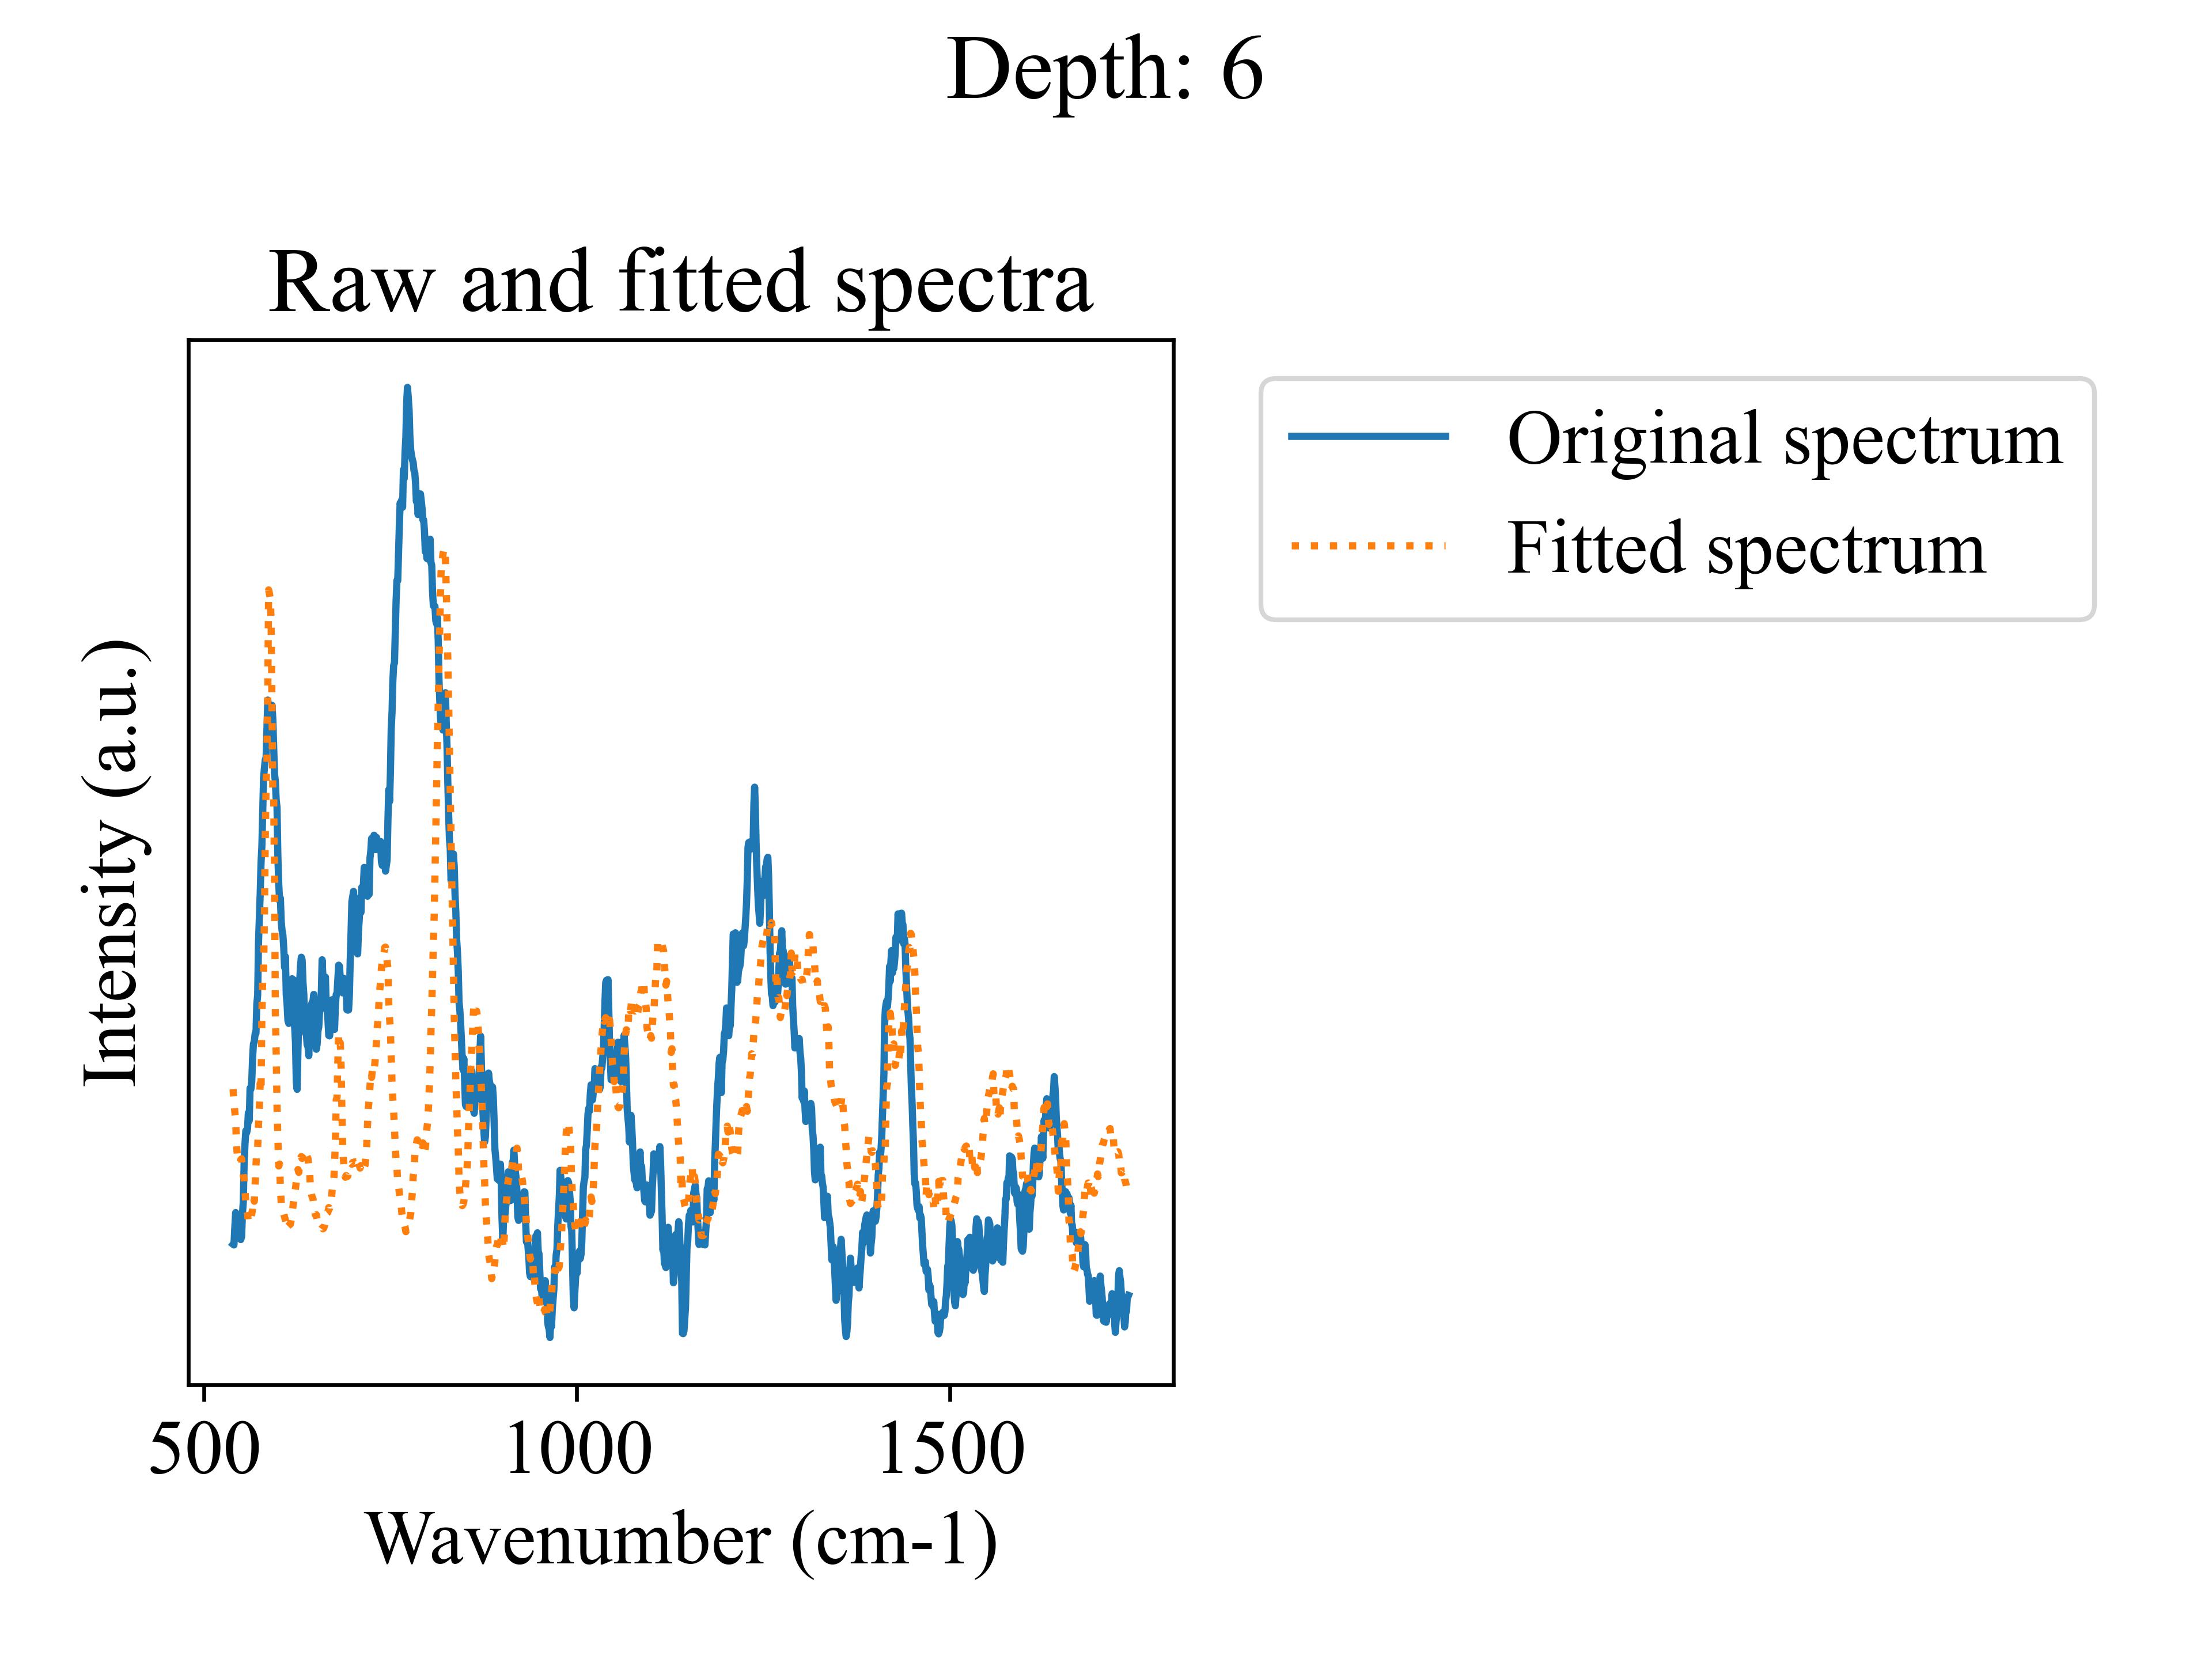 Depth: 6
Raw and fitted spectra
Original spectrum
Fitted spectrum
Intensity (a.u.)
500 1000 1500
Wavenumber (cm-1)